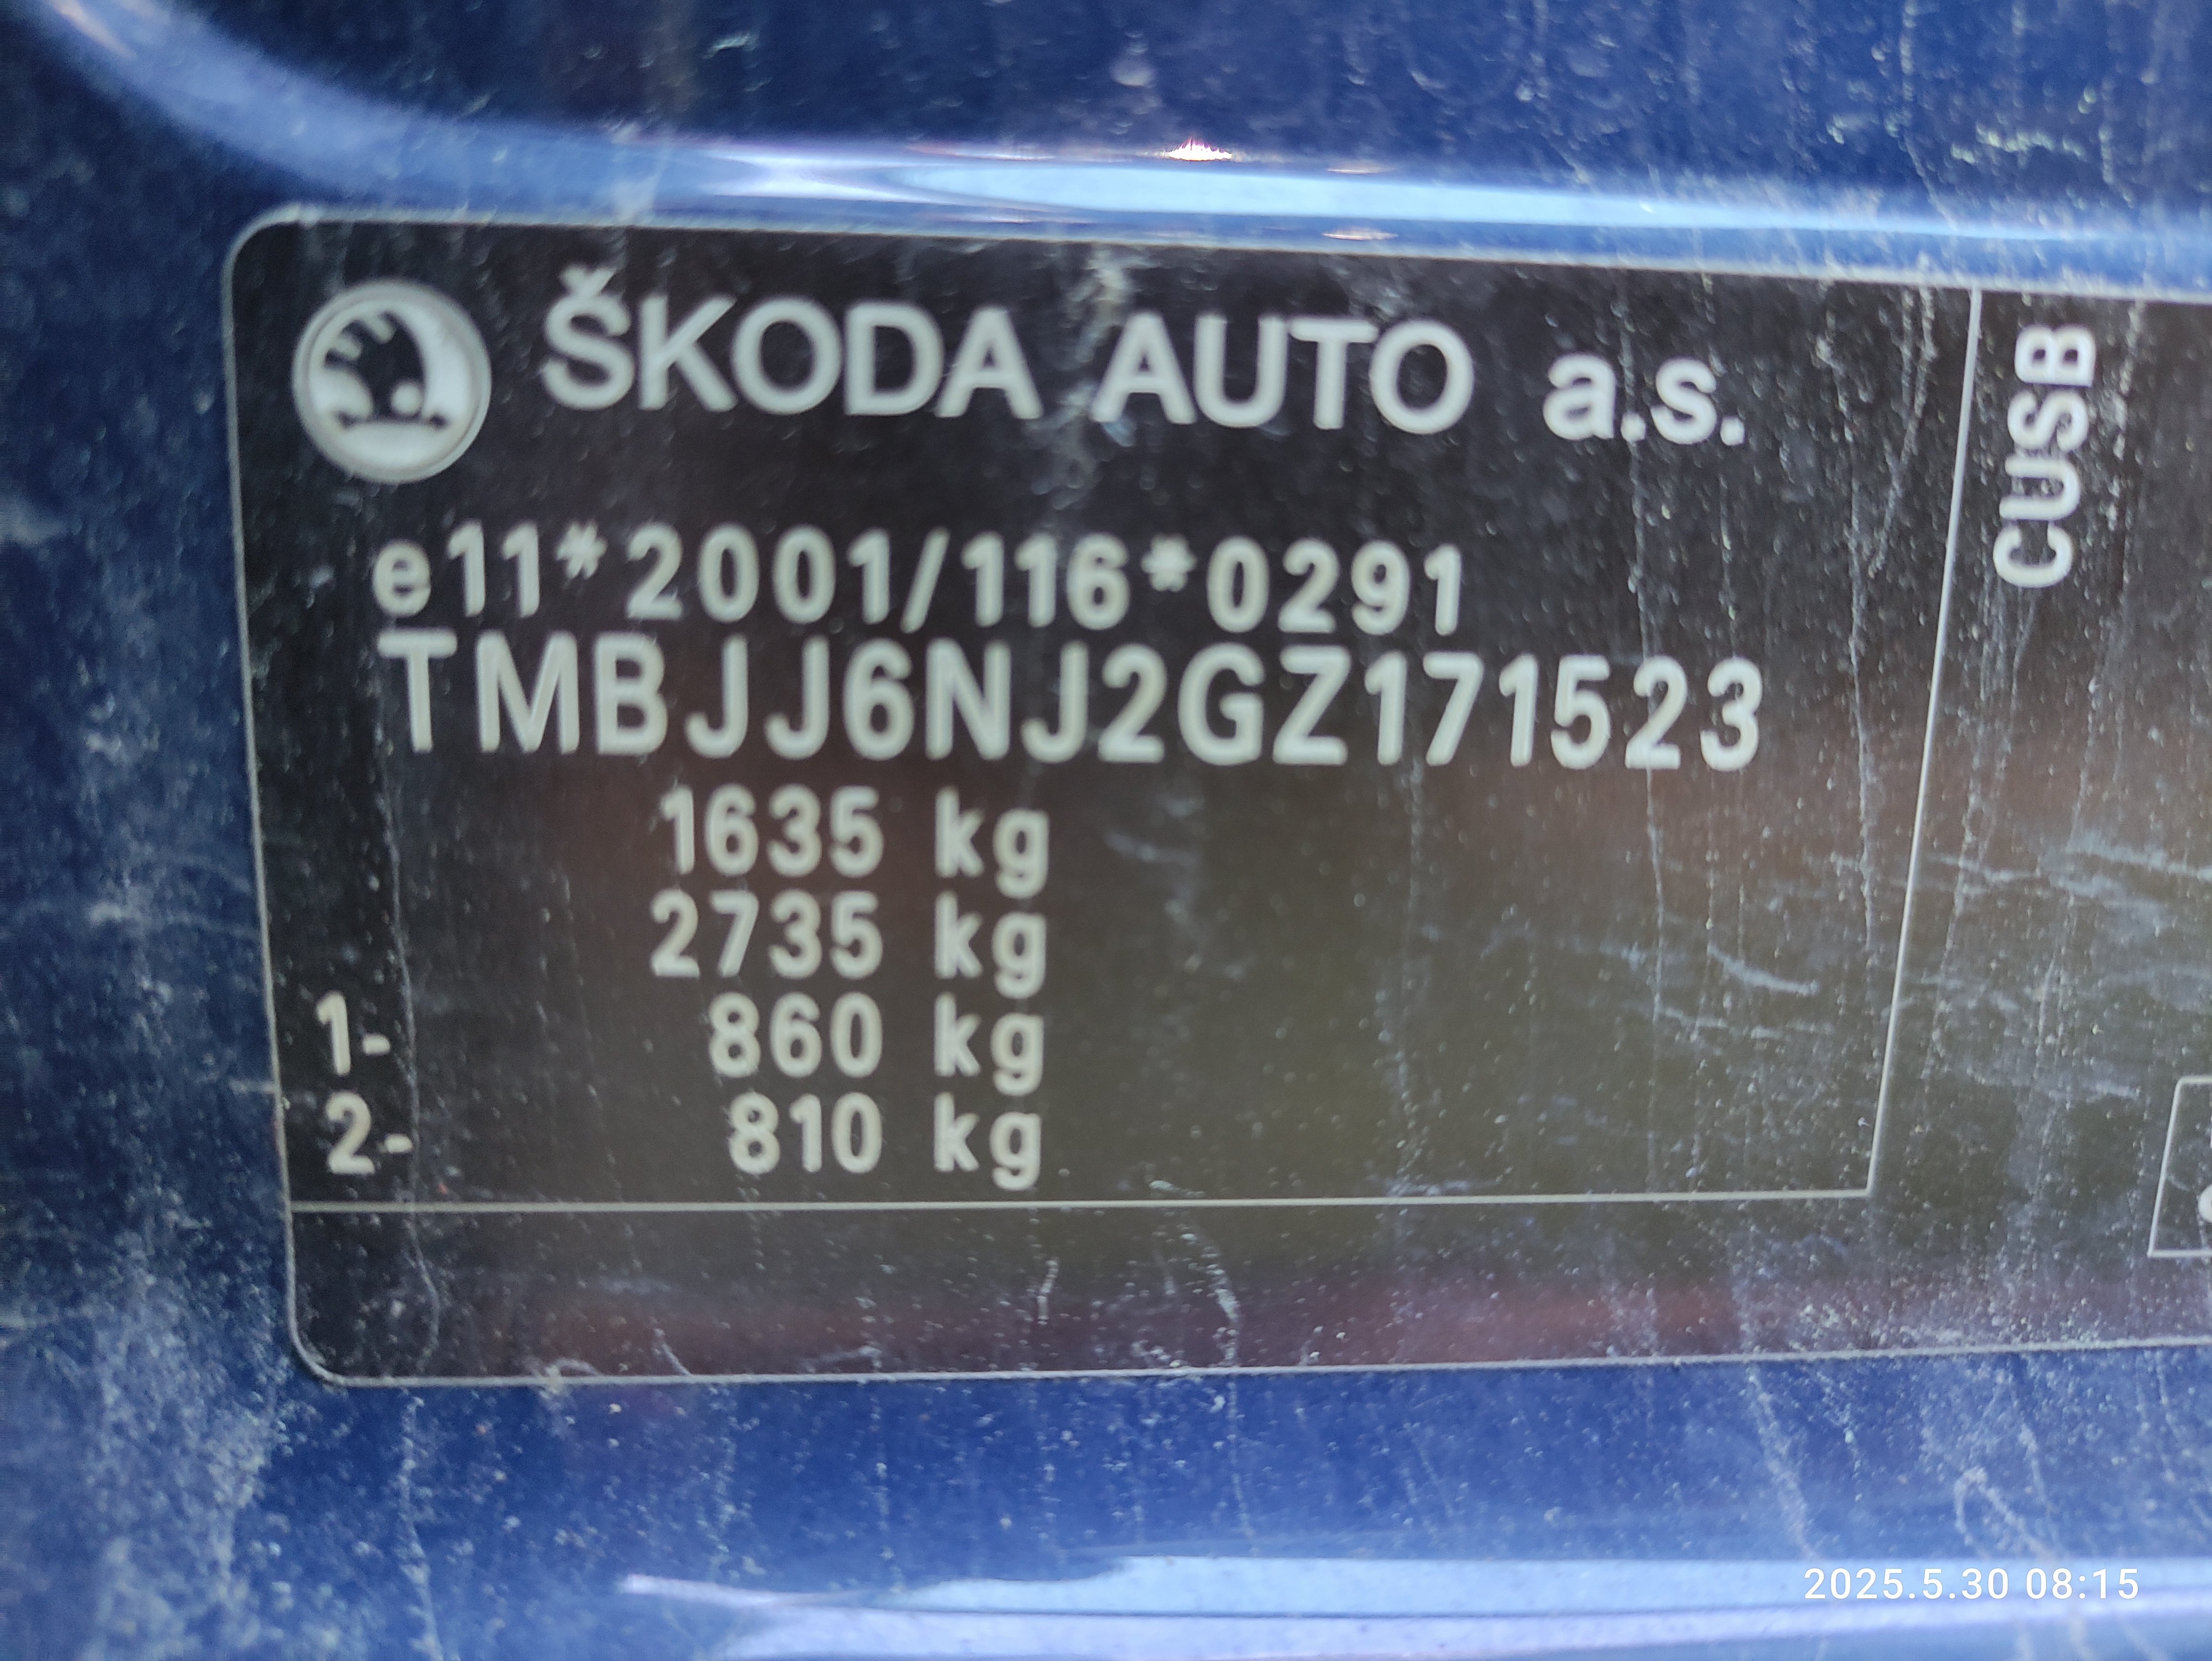 ŠKODA AUTO a.s.
e11*2001/116*0291
TMBJJ6NJ2GZ171523
1635 kg
2735 kg
1- 860 kg
2- 810 kg
CUSB
2025.5.30 08:15